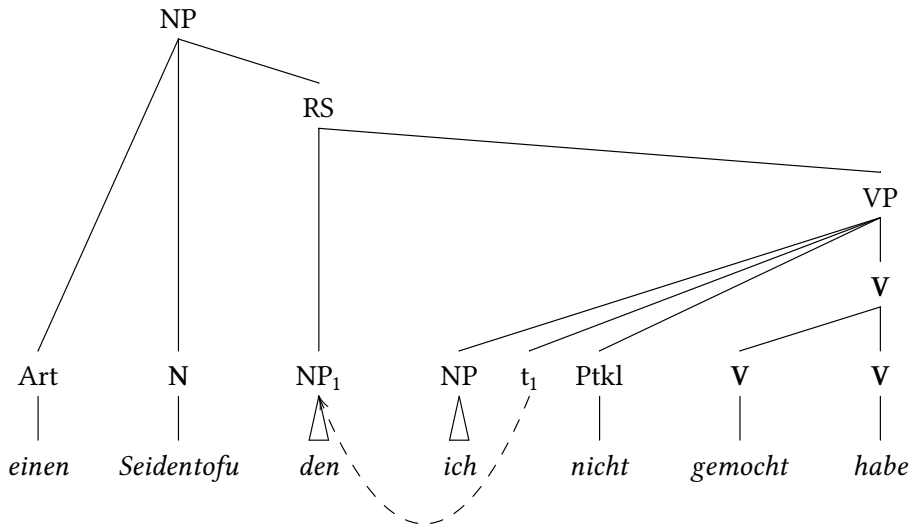 NP
RS
VP
V
Art N NP₁ NP t₁ Ptkl V V
einen Seidentofu den ich nicht gemocht habe